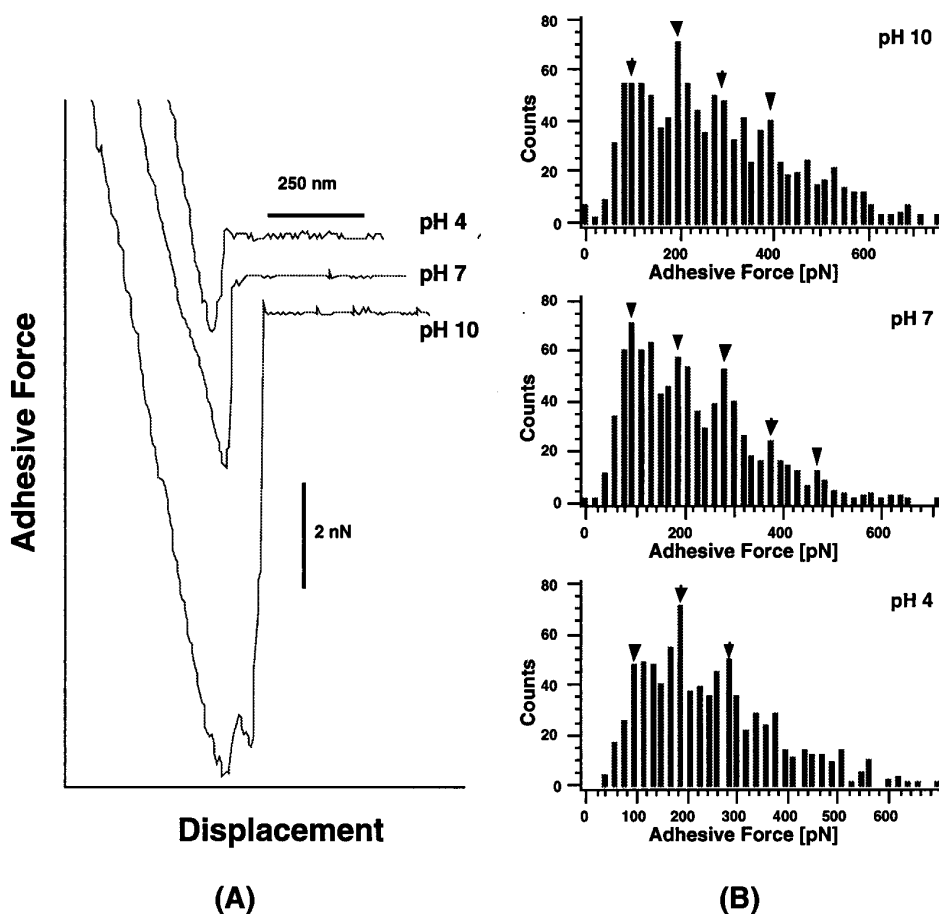 Adhesive Force
250 nm
pH 4
pH 7
pH 10
2 nN
Displacement
(A)
80
60
40
20
0
Counts
pH 10
0 200 400 600
Adhesive Force [pN]
80
60
40
20
0
Counts
pH 7
0 200 400 600
Adhesive Force [pN]
80
60
40
20
0
Counts
pH 4
0 100 200 300 400 500 600
Adhesive Force [pN]
(B)